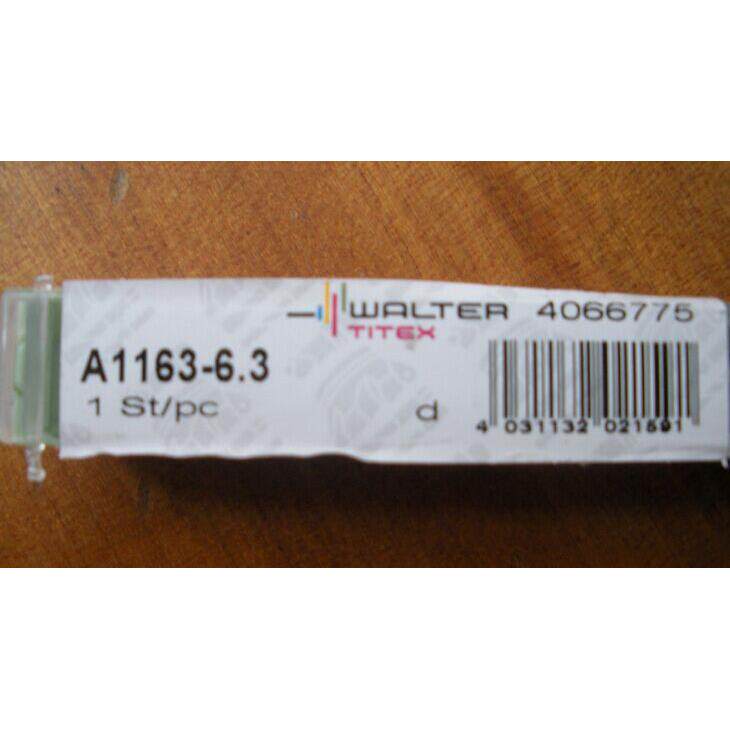 WALTER 4066775
TITEX
A1163-6.3
1 St/pc
d
4 031132 021591